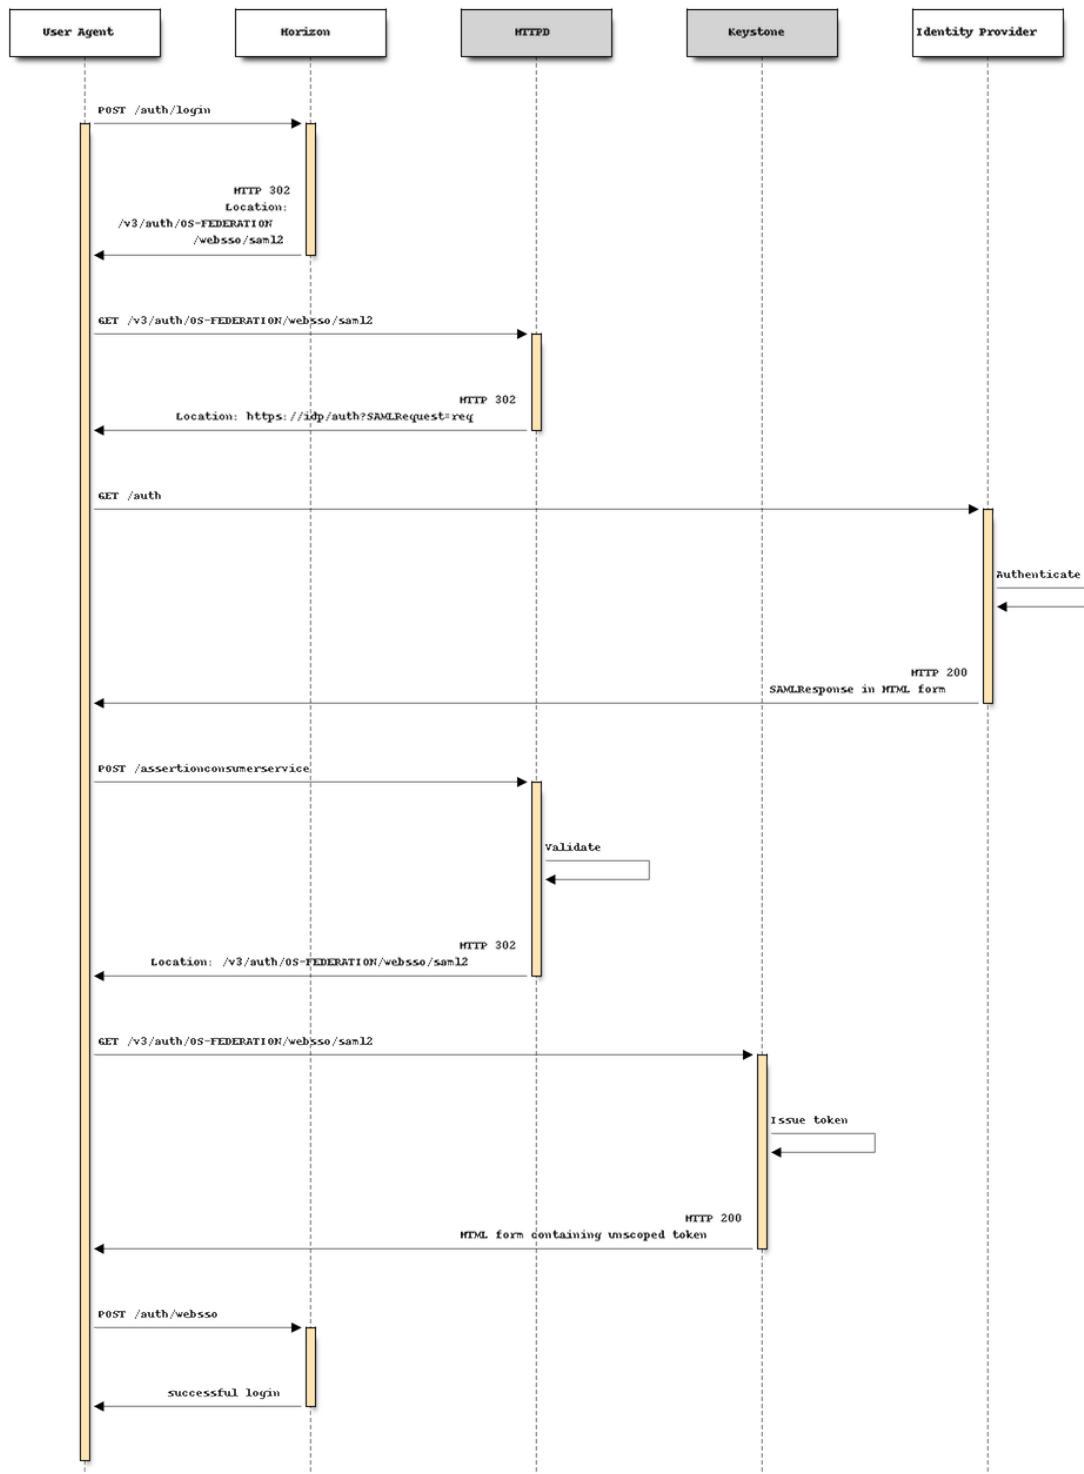 User Agent
Horizon
HTTPD
Keystone
Identity Provider
POST /auth/login
HTTP 302
Location:
/v3/auth/OS-FEDERATION
/websso/saml2
GET /v3/auth/OS-FEDERATION/websso/saml2
HTTP 302
Location: https://idp/auth?SAMLRequest=req
GET /auth
Authenticate
HTTP 200
SAMLResponse in HTML form
POST /assertionconsumerservice
Validate
HTTP 302
Location: /v3/auth/OS-FEDERATION/websso/saml2
GET /v3/auth/OS-FEDERATION/websso/saml2
Issue token
HTTP 200
HTML form containing unscoped token
POST /auth/websso
successful login